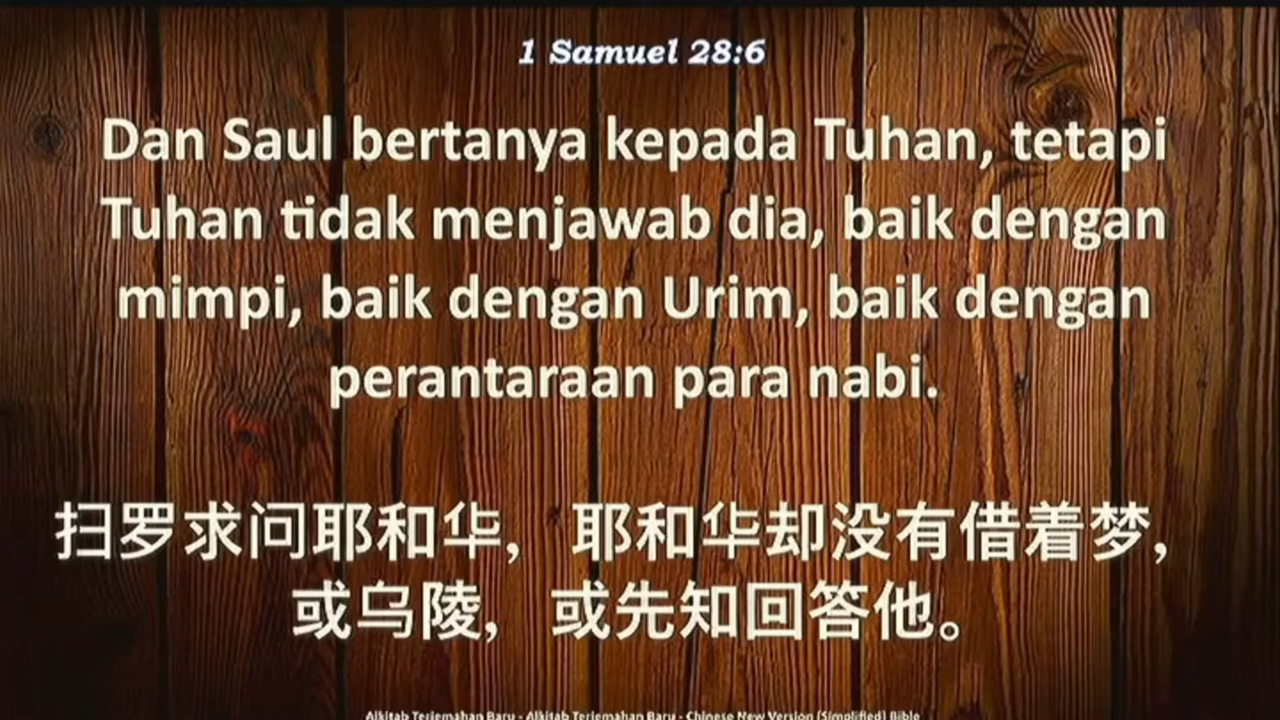 1 Samuel 28:6
Dan Saul bertanya kepada Tuhan, tetapi
Tuhan tidak menjawab dia, baik dengan
mimpi, baik dengan Urim, baik dengan
perantaraan para nabi.
扫罗求问耶和华， 耶和华却没有借着梦，
或乌陵， 或先知回答他。
Alkitab Terjemahan Baru - Alkitab Terjemahan Baru - Chinese New Version (Simplified) Bible